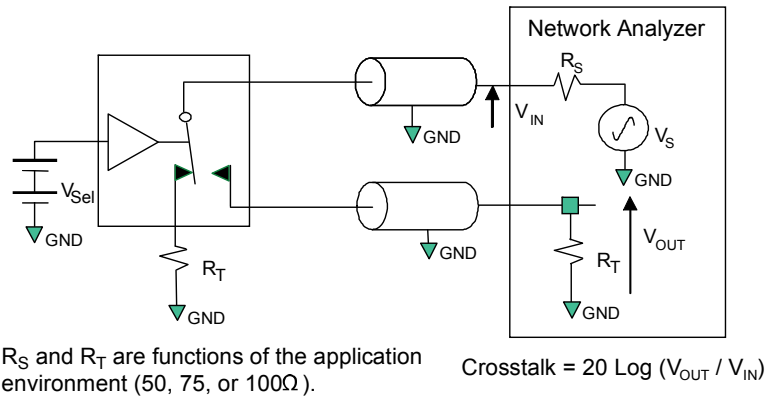 Network Analyzer
R_S
GND
V_IN
V_S
GND
V_Sel
GND
GND
R_T
V_OUT
R_T
GND
GND
R_S and R_T are functions of the application
environment (50, 75, or 100Ω ).
Crosstalk = 20 Log (V_OUT / V_IN)